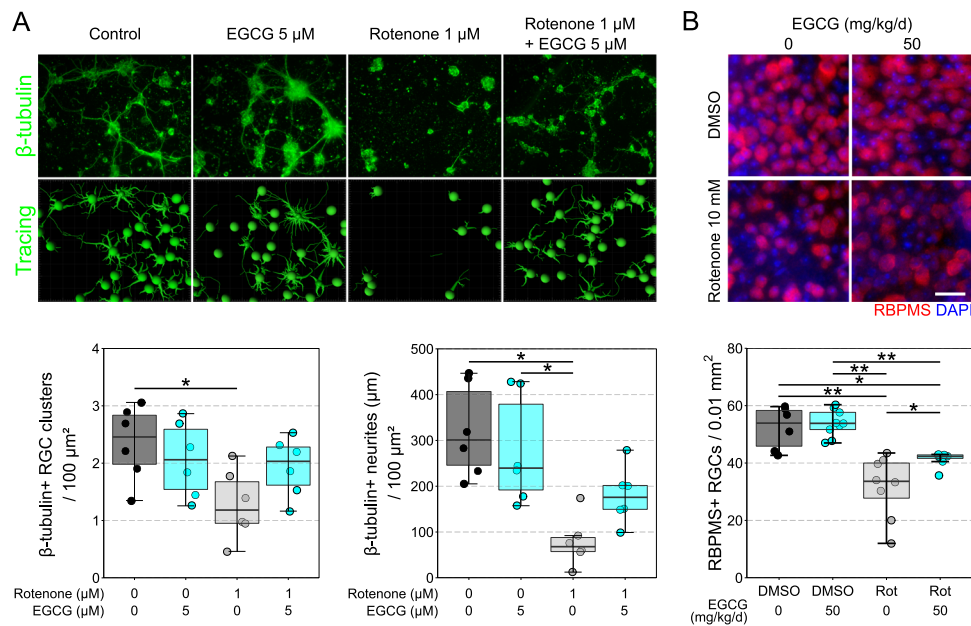 A
Control
EGCG 5 µM
Rotenone 1 µM
Rotenone 1 µM
+ EGCG 5 µM
β-tubulin
Tracing
B
EGCG (mg/kg/d)
0 50
DMSO
Rotenone 10 mM
RBPMS DAPI
β-tubulin+ RGC clusters
/ 100 µm²
4
3
2
1
0
*
Rotenone (µM) 0 0 1 1
EGCG (µM) 0 5 0 5
β-tubulin+ neurites (µm)
/ 100 µm²
500
400
300
200
100
0
*
*
Rotenone (µM) 0 0 1 1
EGCG (µM) 0 5 0 5
RBPMS+ RGCs / 0.01 mm²
60
40
20
0
**
**
*
**
*
DMSO DMSO Rot Rot
EGCG 0 50 0 50
(mg/kg/d)